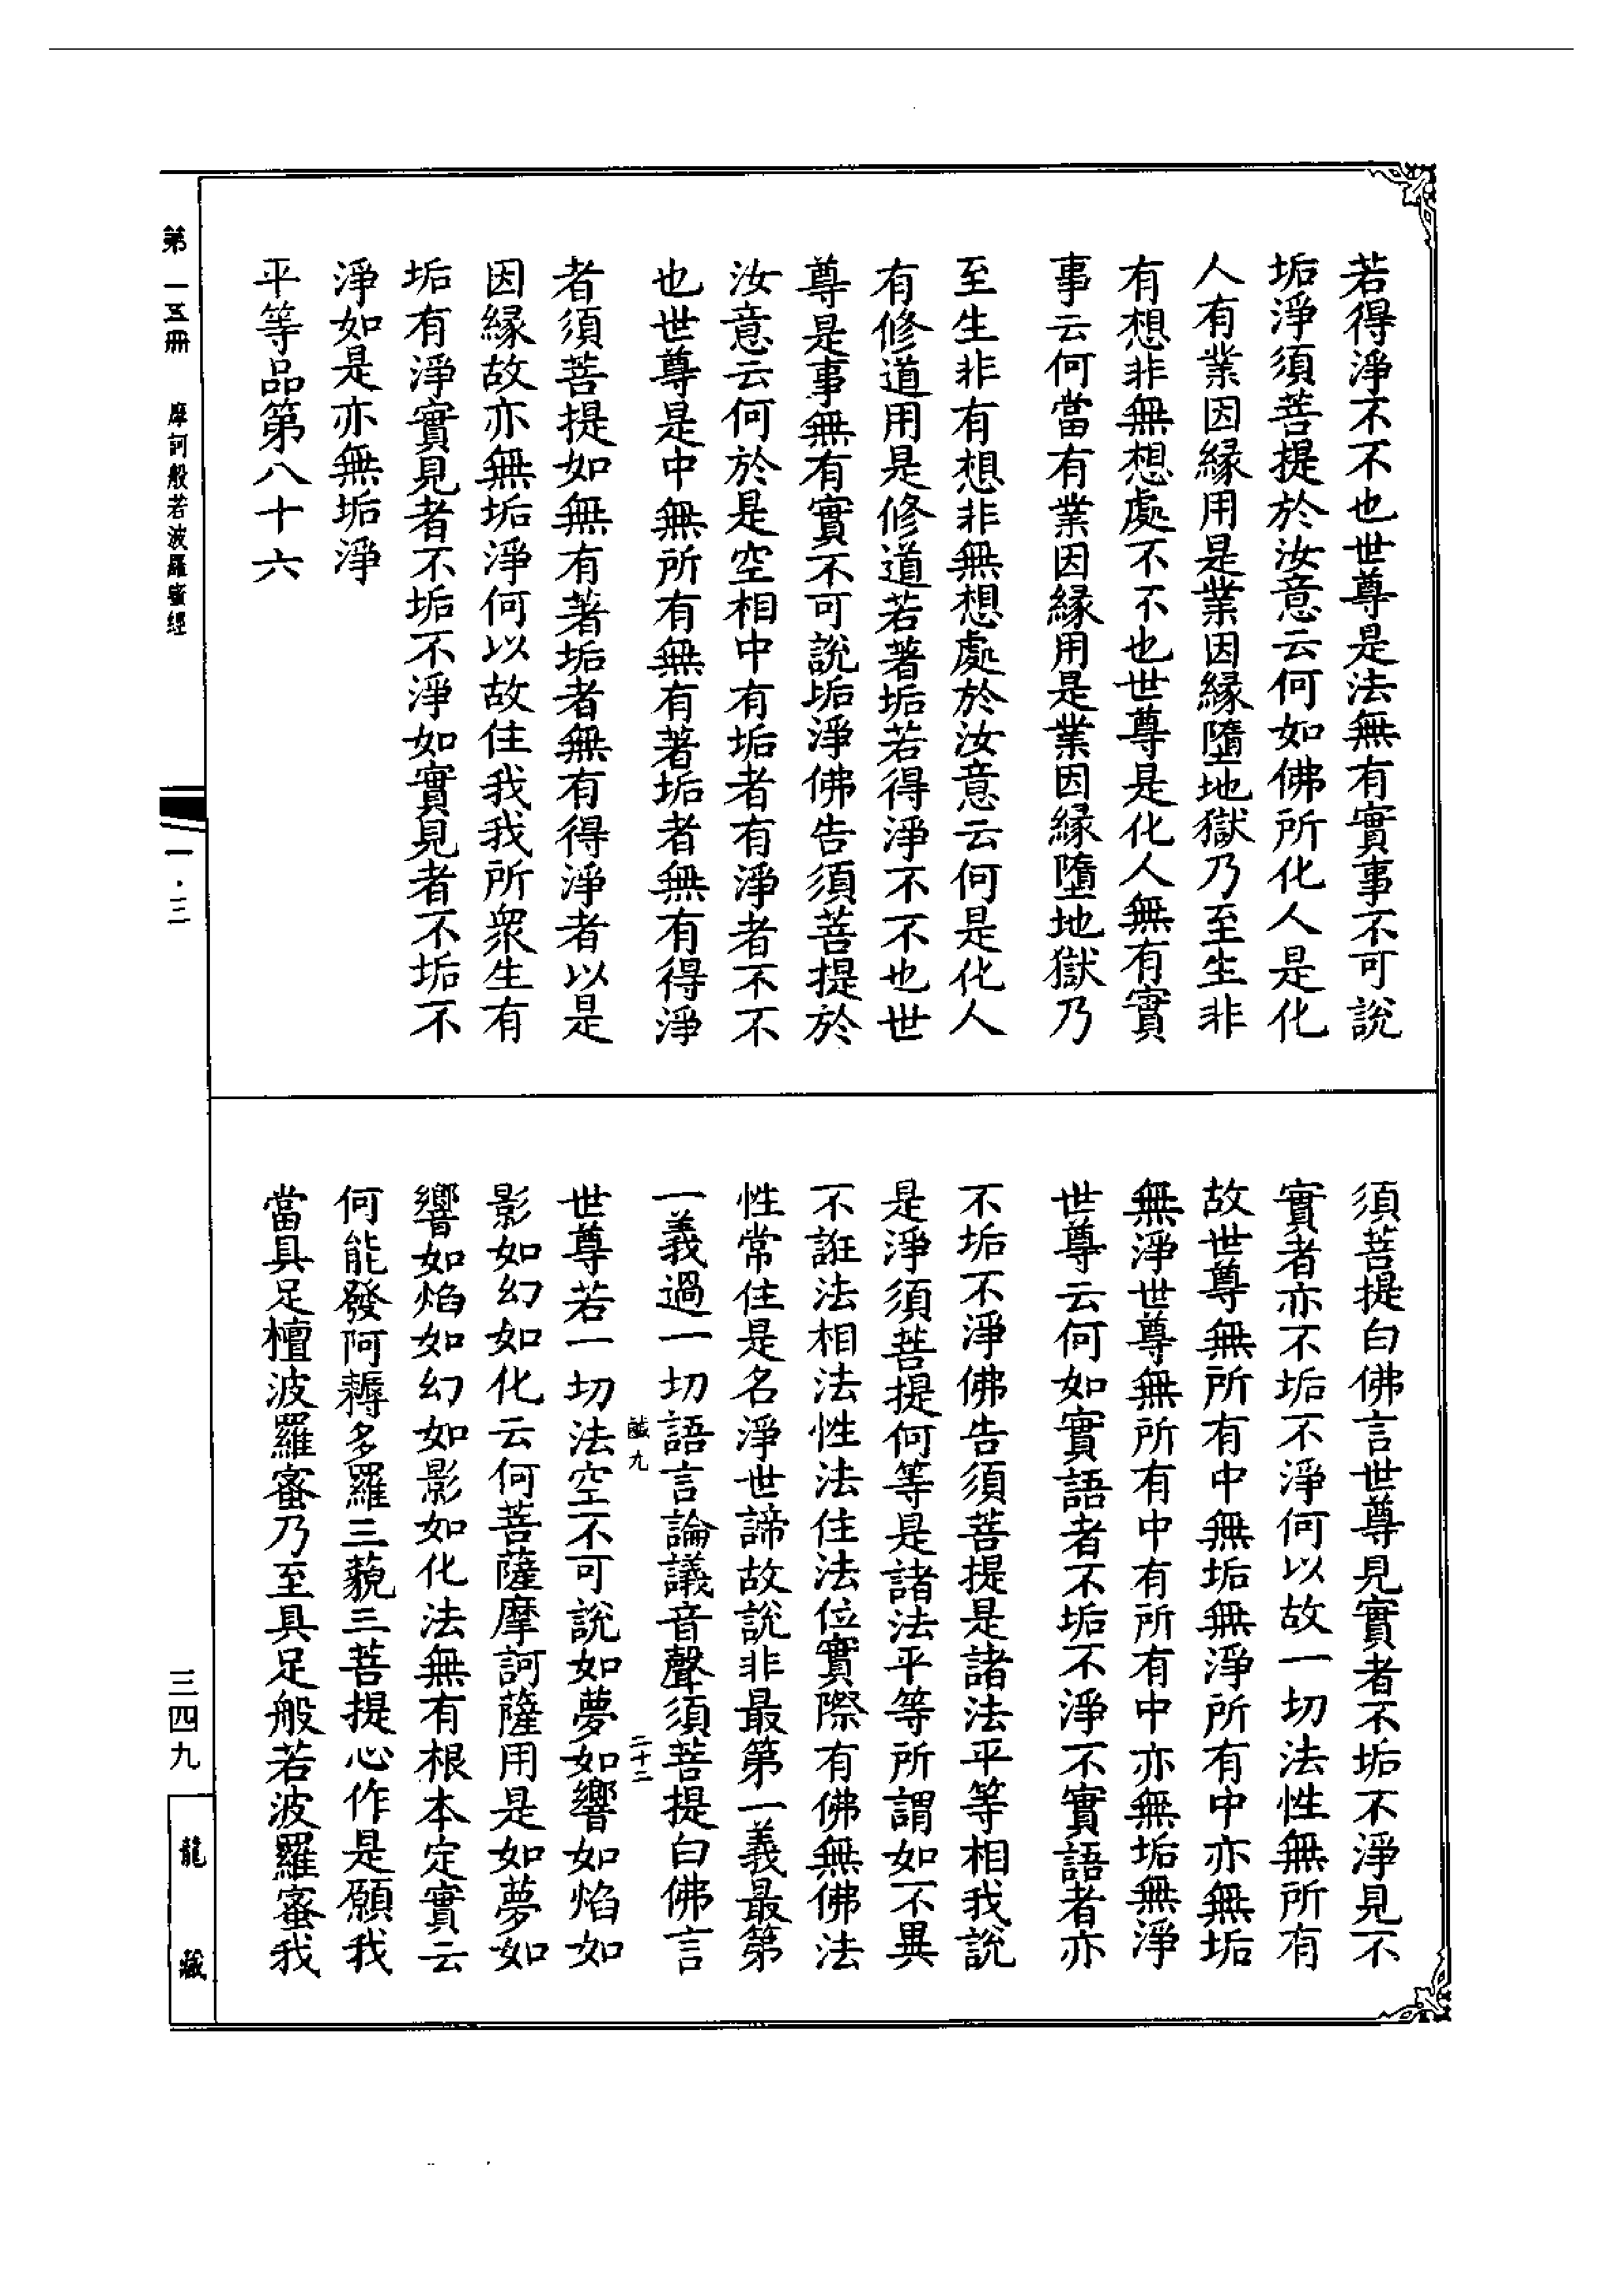 若得淨不不也世尊是法無有實事不可說
垢淨須菩提於汝意云何如佛所化人是化
人有業因緣用是業因緣墮地獄乃至生非
有想非無想處不不也世尊是化人無有實
事云何當有業因緣用是業因緣墮地獄乃
至生非有想非無想處於汝意云何是化人
有修道用是修道若著垢若得淨不不也世
尊是事無有實不可說垢淨佛告須菩提於
汝意云何於是空相中有垢者有淨者不不
也世尊是中無所有無有著垢者無有得淨
者須菩提如無有著垢者無有得淨者以是
因緣故亦無垢淨何以故住我我所眾生有
垢有淨實見者不垢不淨如實見者不垢不
淨如是亦無垢淨
平等品第八十六
須菩提白佛言世尊見實者不垢不淨見不
實者亦不垢不淨何以故一切法性無所有
故世尊無所有中無垢無淨所有中亦無垢
無淨世尊無所有中有所有中亦無垢無淨
世尊云何如實語者不垢不淨不實語者亦
不垢不淨佛告須菩提是諸法平等相我說
是淨須菩提何等是諸法平等所謂如不異
不誑法相法性法住法位實際有佛無佛法
性常住是名淨世諦故說非最第一義最第
一義過一切語言論議音聲須菩提白佛言
鹹九 二十二
世尊若一切法空不可說如夢如響如焰如
影如幻如化云何菩薩摩訶薩用是如夢如
響如焰如幻如影如化法無有根本定實云
何能發阿耨多羅三藐三菩提心作是願我
當具足檀波羅蜜乃至具足般若波羅蜜我
第一五冊 摩訶般若波羅蜜經
一·三
三四九
龍藏